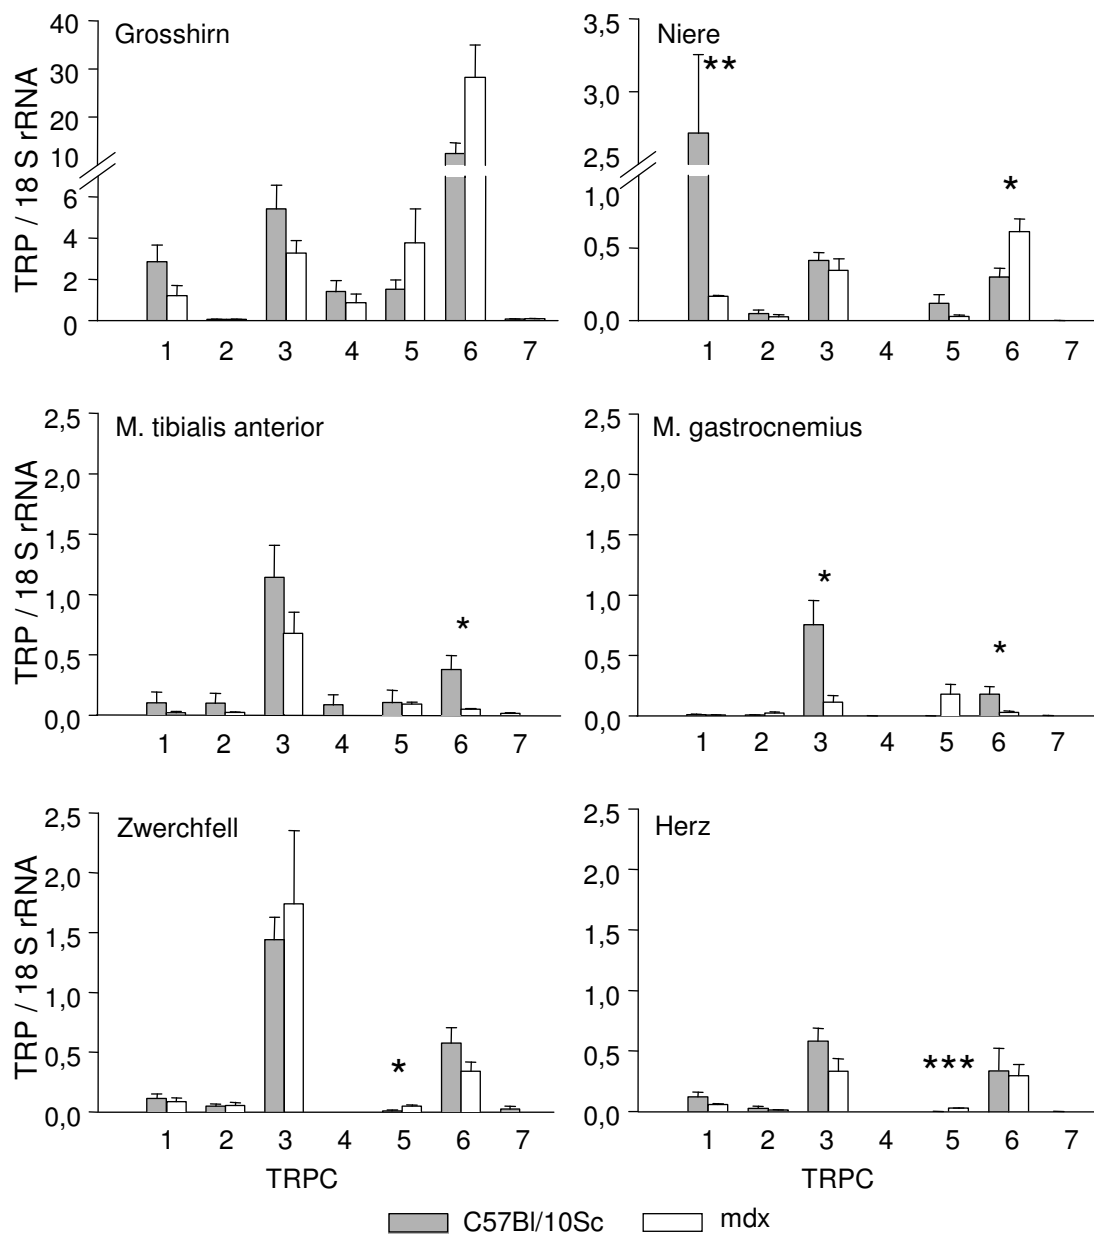 Grosshirn
TRP / 18 S rRNA
40
30
20
10
6
4
2
0
1 2 3 4 5 6 7
Niere
3,5
3,0
2,5
1,0
0,5
0,0
**
*
1 2 3 4 5 6 7
M. tibialis anterior
TRP / 18 S rRNA
2,5
2,0
1,5
1,0
0,5
0,0
*
1 2 3 4 5 6 7
M. gastrocnemius
2,5
2,0
1,5
1,0
0,5
0,0
*
*
1 2 3 4 5 6 7
Zwerchfell
TRP / 18 S rRNA
2,5
2,0
1,5
1,0
0,5
0,0
*
1 2 3 4 5 6 7
TRPC
Herz
2,5
2,0
1,5
1,0
0,5
0,0
***
1 2 3 4 5 6 7
TRPC
C57Bl/10Sc mdx